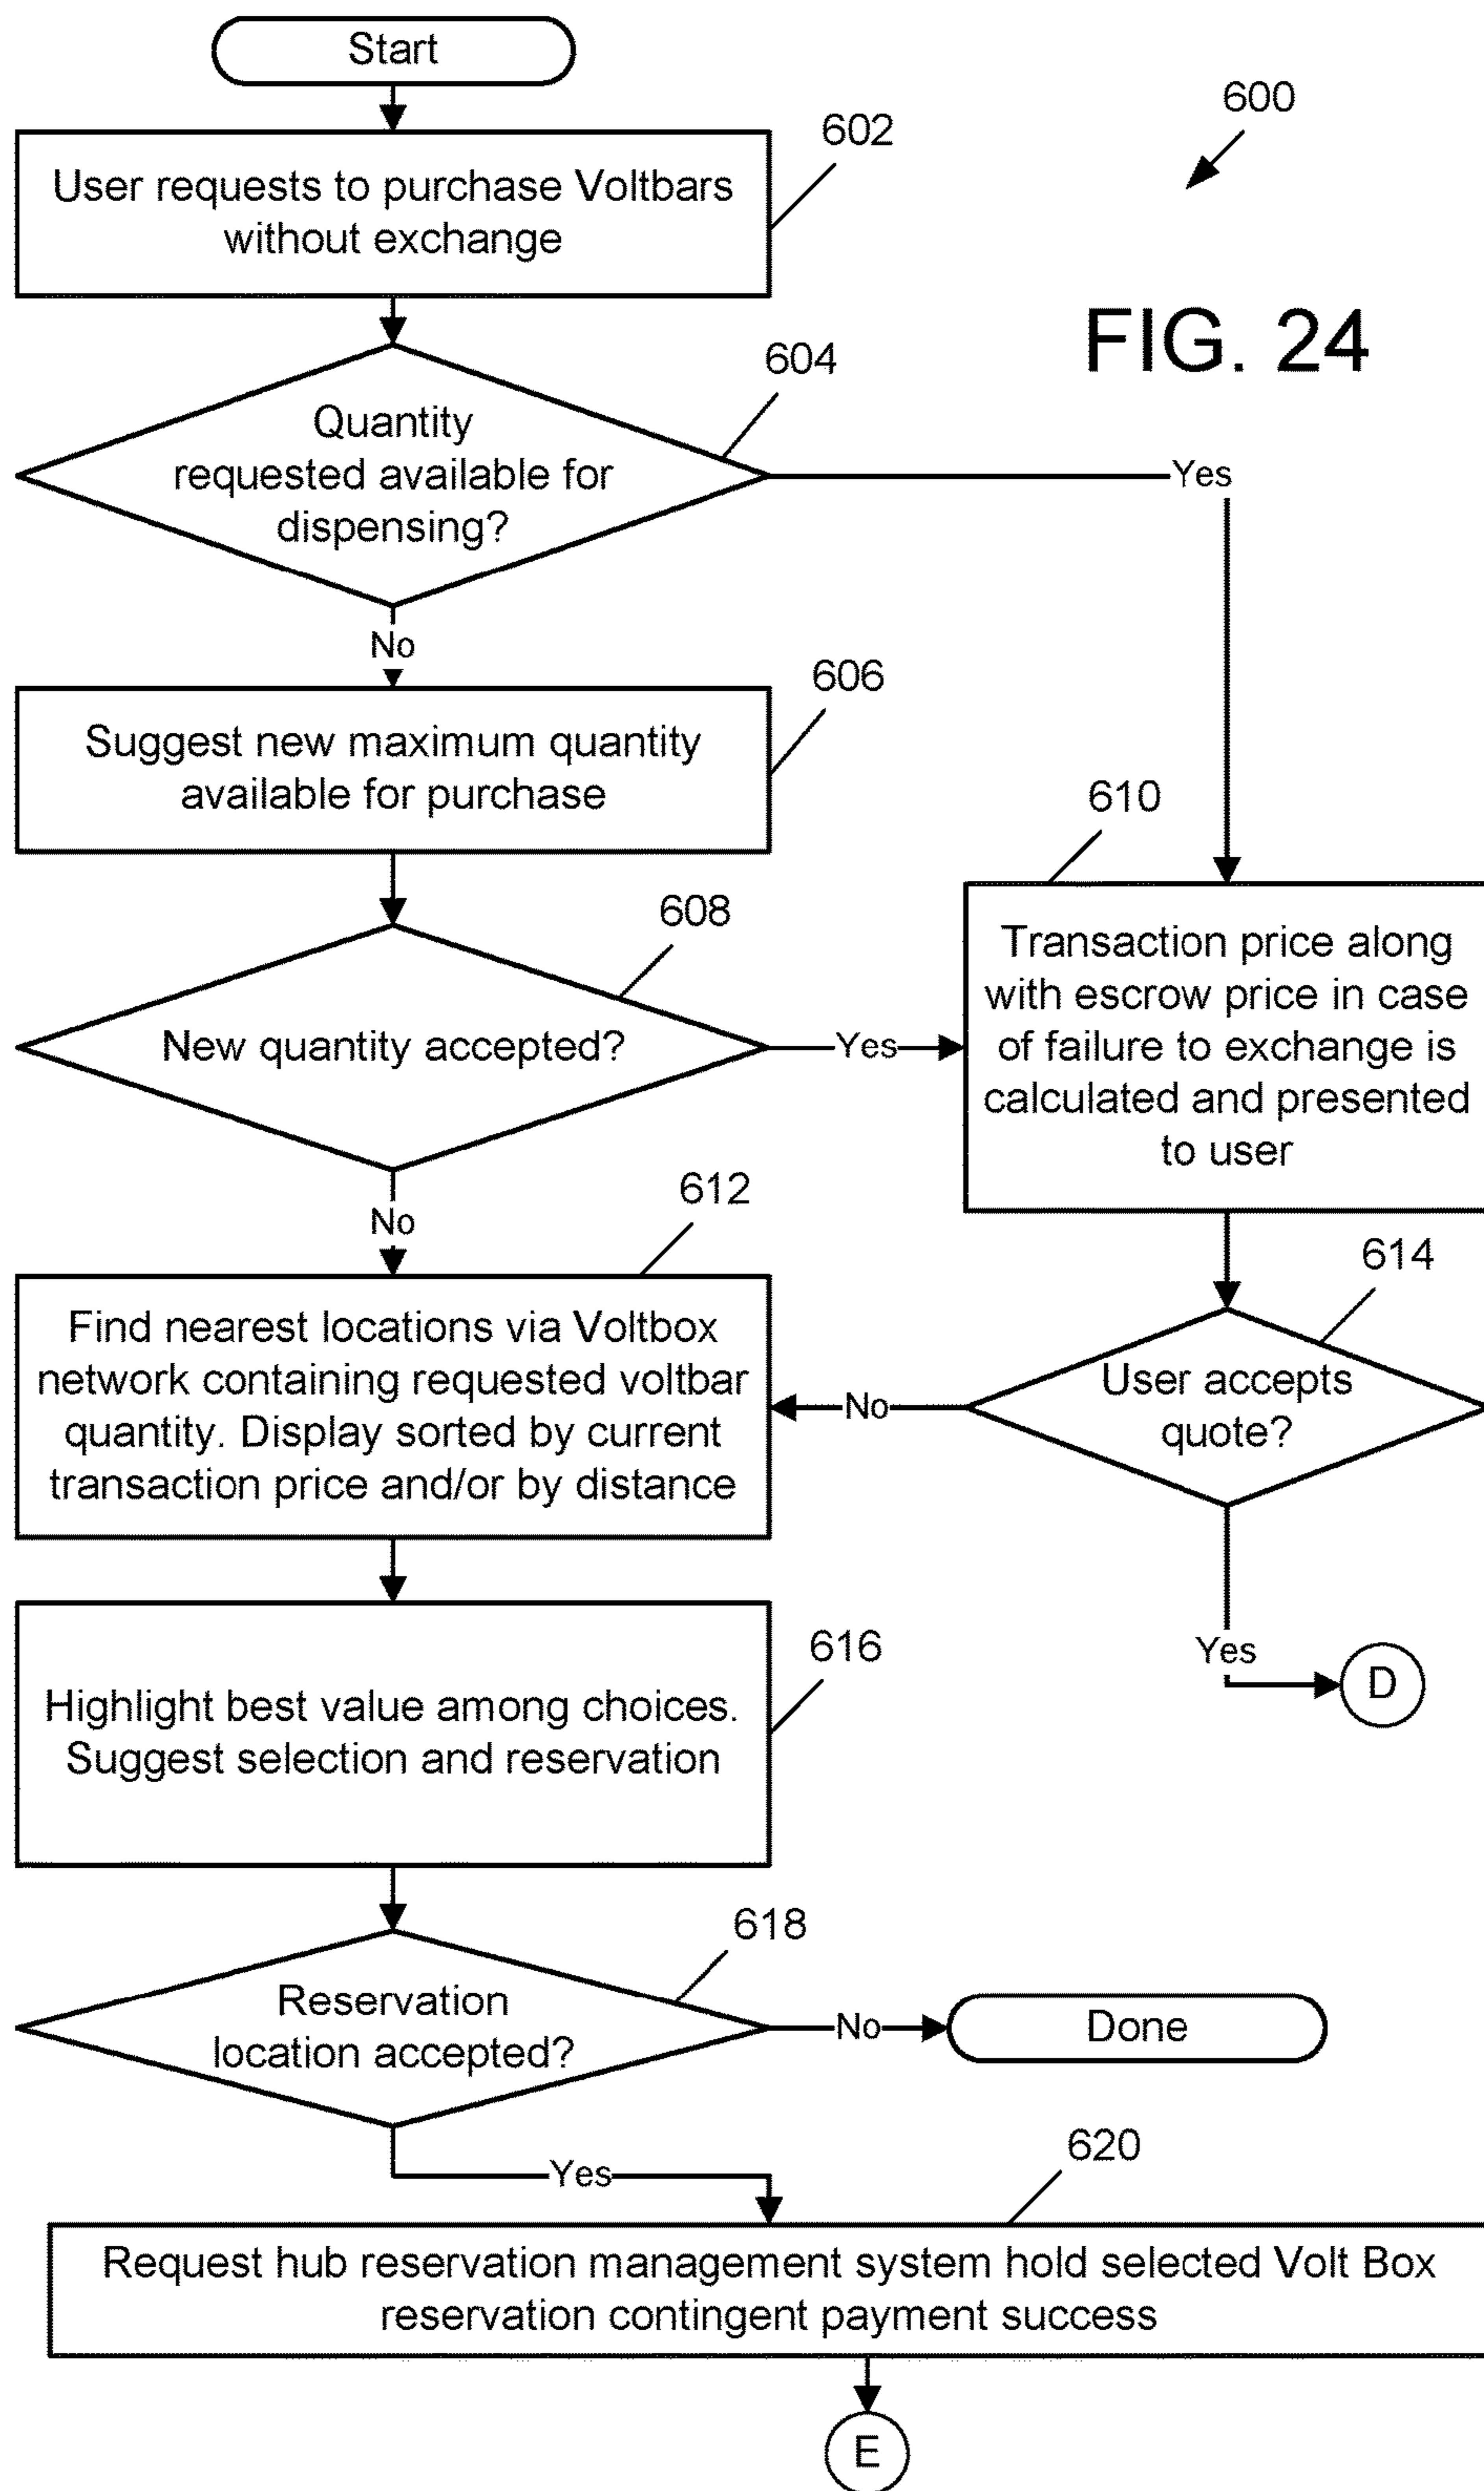 Start
600
602
User requests to purchase Voltbars
without exchange
FIG. 24
604
Quantity
requested available for
dispensing?
Yes
No
606
Suggest new maximum quantity
available for purchase
610
608
Transaction price along
with escrow price in case
of failure to exchange is
calculated and presented
to user
New quantity accepted?
Yes
No
612
614
Find nearest locations via Voltbox
network containing requested voltbar
quantity. Display sorted by current
transaction price and/or by distance
No
User accepts
quote?
Yes
D
616
Highlight best value among choices.
Suggest selection and reservation
618
Reservation
location accepted?
No
Done
Yes
620
Request hub reservation management system hold selected Volt Box
reservation contingent payment success
E